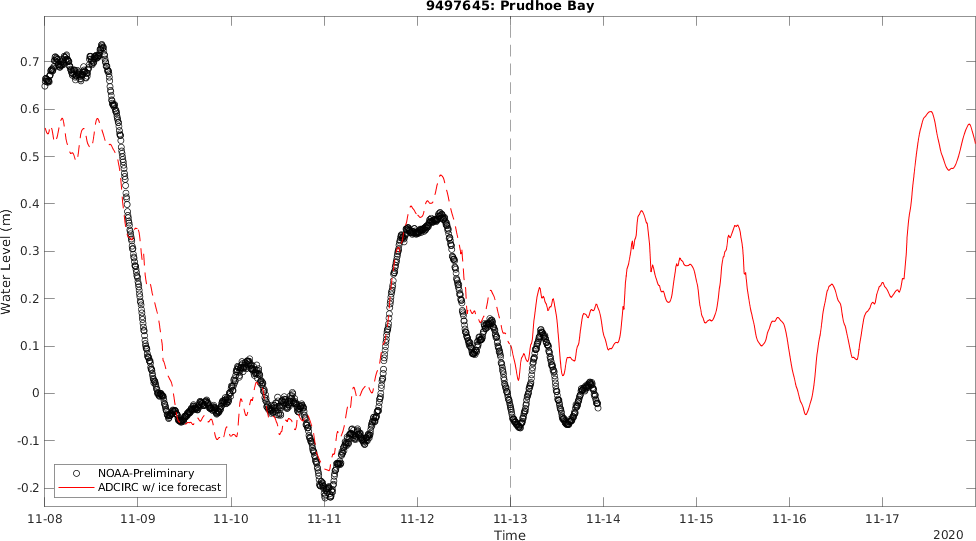 9497645: Prudhoe Bay
Water Level (m)
0.7
0.6
0.5
0.4
0.3
0.2
0.1
0
-0.1
-0.2
NOAA-Preliminary
ADCIRC w/ ice forecast
11-08 11-09 11-10 11-11 11-12 11-13 11-14 11-15 11-16 11-17
Time
2020